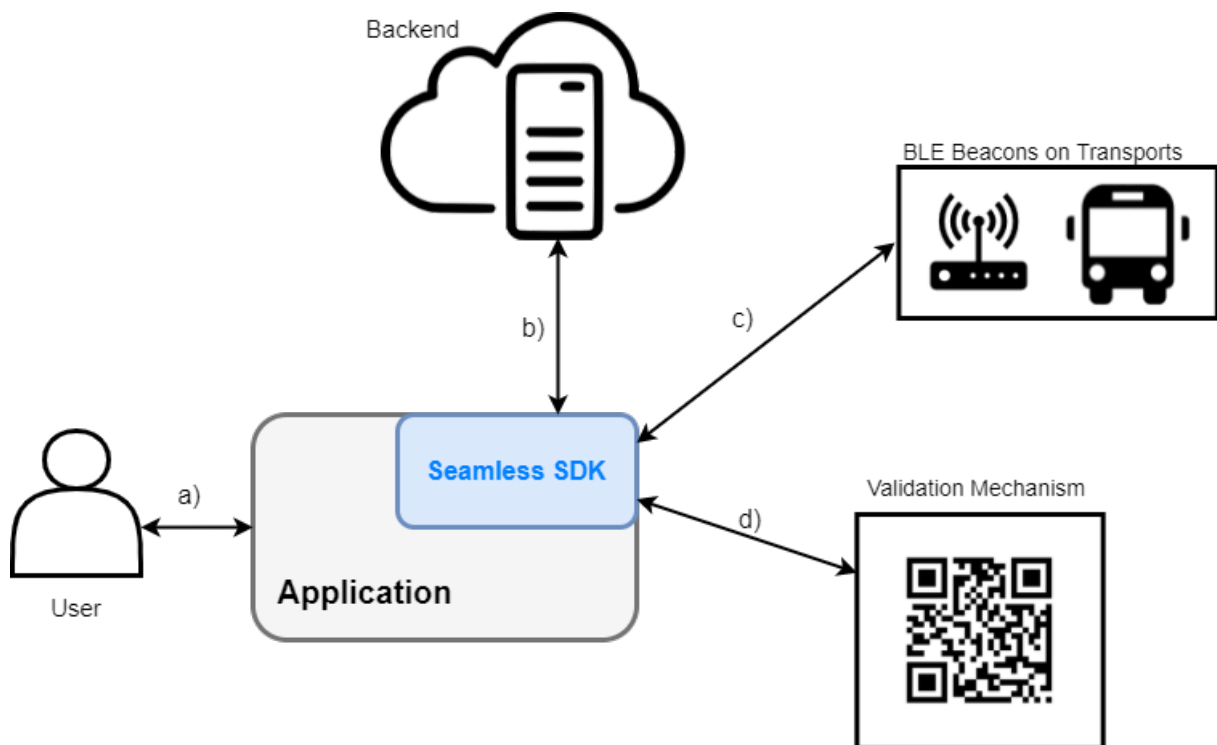 Backend
BLE Beacons on Transports
b)
c)
Seamless SDK
a)
Validation Mechanism
d)
Application
User